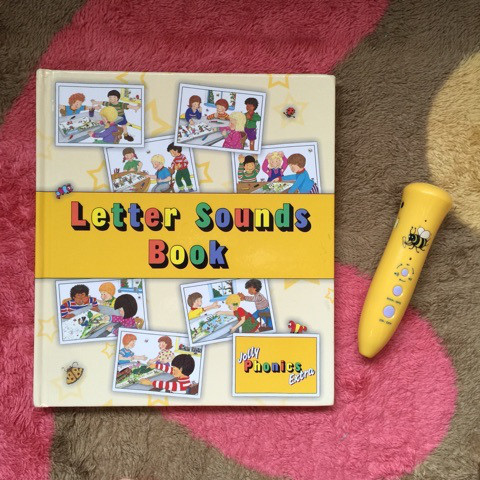 Letter Sounds
Book
Jolly
Phonics
Extra